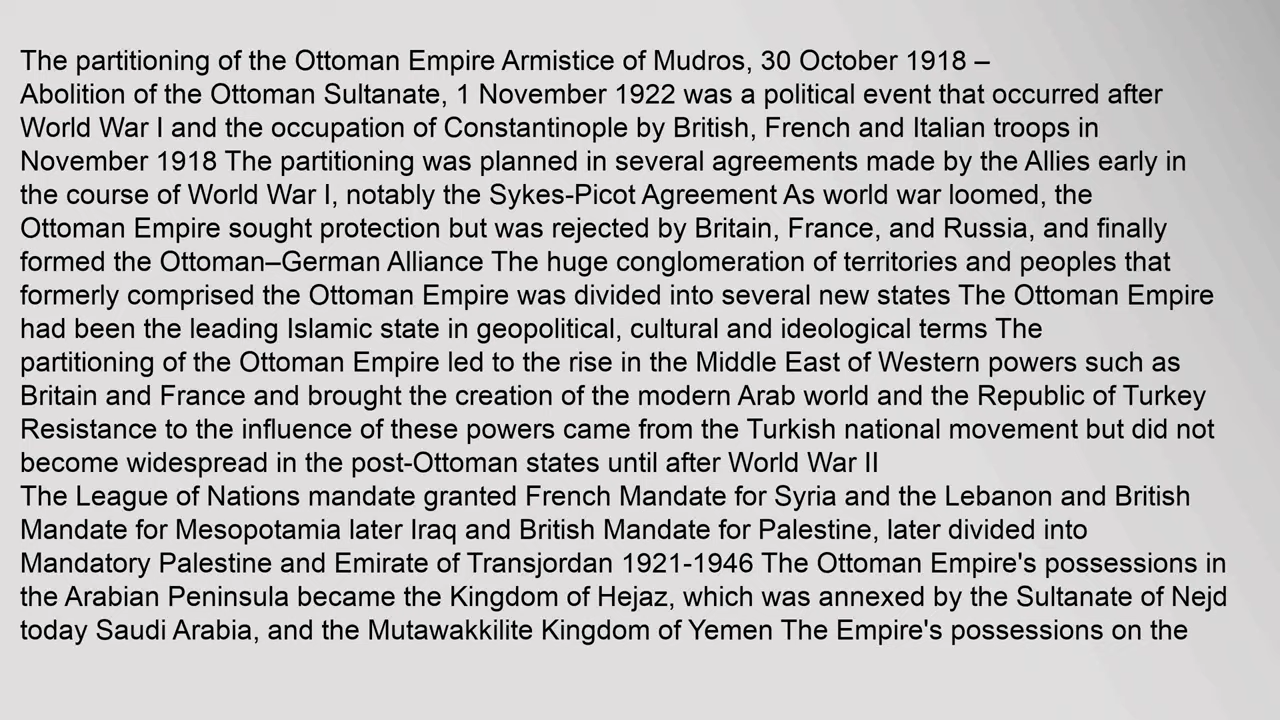 The partitioning of the Ottoman Empire Armistice of Mudros, 30 October 1918 –
Abolition of the Ottoman Sultanate, 1 November 1922 was a political event that occurred after
World War I and the occupation of Constantinople by British, French and Italian troops in
November 1918 The partitioning was planned in several agreements made by the Allies early in
the course of World War I, notably the Sykes-Picot Agreement As world war loomed, the
Ottoman Empire sought protection but was rejected by Britain, France, and Russia, and finally
formed the Ottoman–German Alliance The huge conglomeration of territories and peoples that
formerly comprised the Ottoman Empire was divided into several new states The Ottoman Empire
had been the leading Islamic state in geopolitical, cultural and ideological terms The
partitioning of the Ottoman Empire led to the rise in the Middle East of Western powers such as
Britain and France and brought the creation of the modern Arab world and the Republic of Turkey
Resistance to the influence of these powers came from the Turkish national movement but did not
become widespread in the post-Ottoman states until after World War II
The League of Nations mandate granted French Mandate for Syria and the Lebanon and British
Mandate for Mesopotamia later Iraq and British Mandate for Palestine, later divided into
Mandatory Palestine and Emirate of Transjordan 1921-1946 The Ottoman Empire's possessions in
the Arabian Peninsula became the Kingdom of Hejaz, which was annexed by the Sultanate of Nejd
today Saudi Arabia, and the Mutawakkilite Kingdom of Yemen The Empire's possessions on the